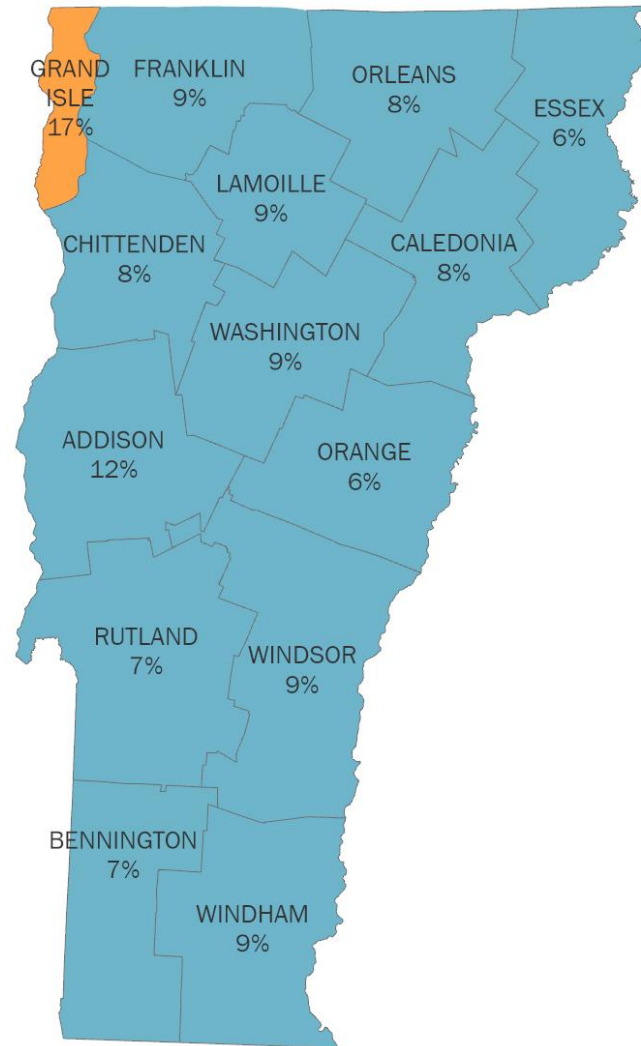 GRAND
ISLE
17%
FRANKLIN
9%
ORLEANS
8%
ESSEX
6%
LAMOILLE
9%
CHITTENDEN
8%
CALEDONIA
8%
WASHINGTON
9%
ADDISON
12%
ORANGE
6%
RUTLAND
7%
WINDSOR
9%
BENNINGTON
7%
WINDHAM
9%